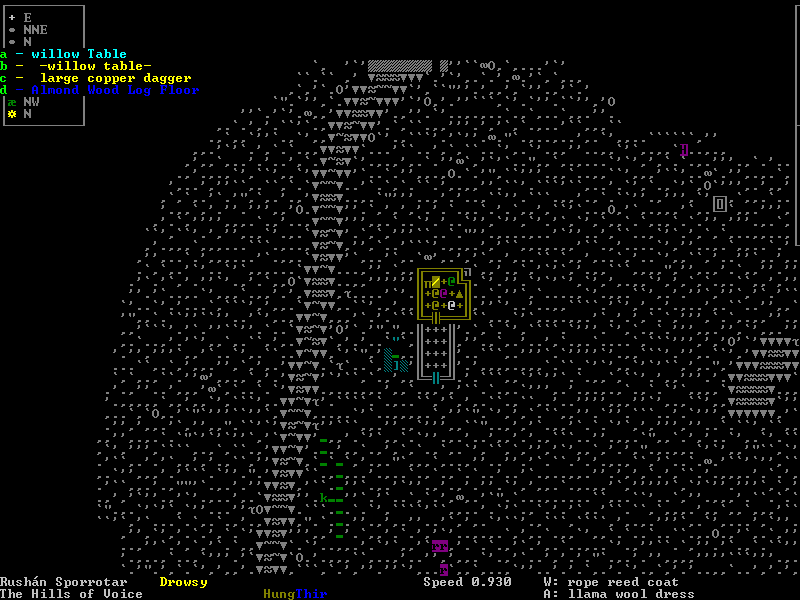 + E
NNE
N
a - willow Table
b - -willow table-
c - large copper dagger
d - Almond Wood Log Floor
æ NW
N
Rushán Sporrotar Drowsy Speed 0.930 W: rope reed coat
The Hills of Voice HungThir A: llama wool dress